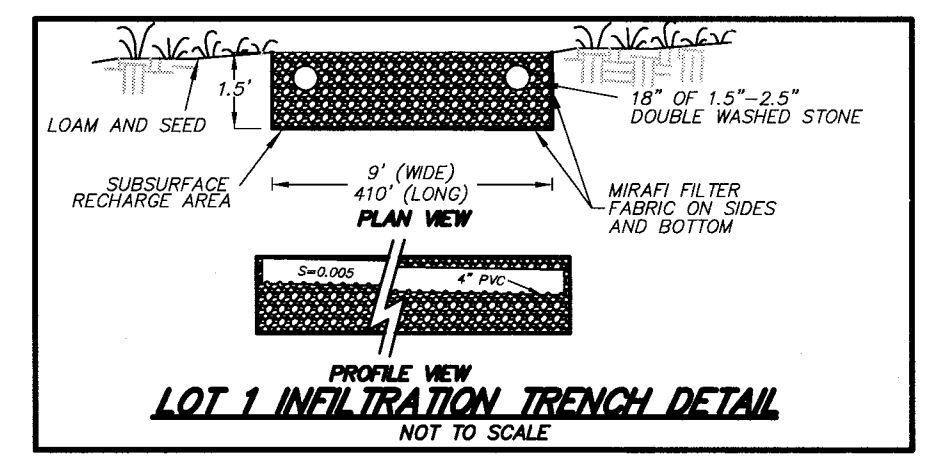 1.5'
LOAM AND SEED
18" OF 1.5"-2.5"
DOUBLE WASHED STONE
SUBSURFACE
RECHARGE AREA
9' (WIDE)
410' (LONG)
PLAN VIEW
MIRAFI FILTER
FABRIC ON SIDES
AND BOTTOM
S=0.005
4" PVC
PROFILE VIEW
LOT 1 INFILTRATION TRENCH DETAIL
NOT TO SCALE